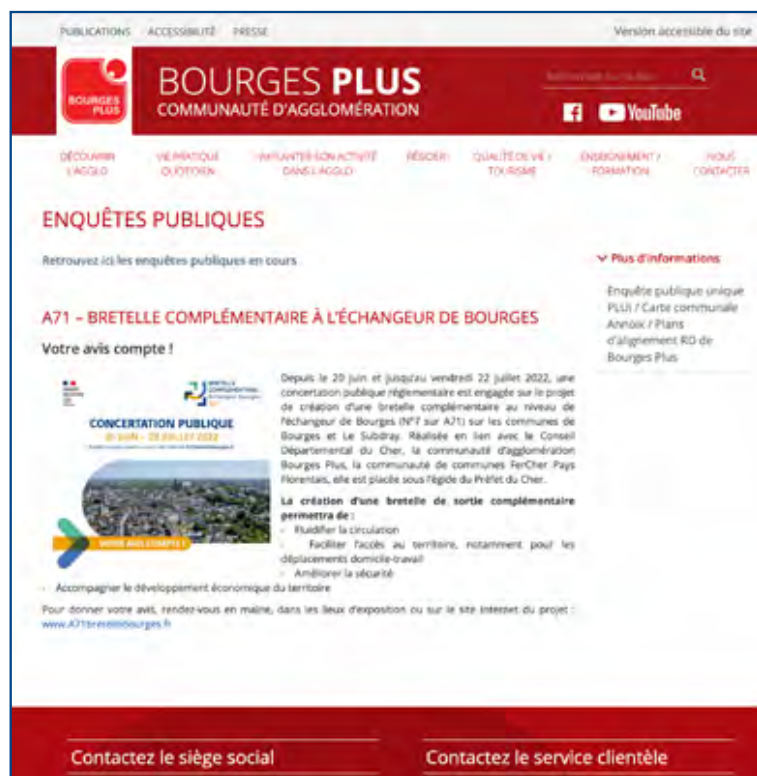 PUBLICATIONS ACCESSIBILITÉ PRESSE
Version accessible du site
BOURGES
PLUS
BOURGES PLUS
COMMUNAUTÉ D'AGGLOMÉRATION
YouTube
DÉCOUVRIR
L'AGGLO
VIE PRATIQUE
QUOTIDIEN
IMPLANTER SON ACTIVITÉ
DANS L'AGGLO
RÉSIDER
QUALITÉ DE VIE /
TOURISME
ENSEIGNEMENT /
FORMATION
NOUS
CONTACTER
ENQUÊTES PUBLIQUES
Retrouvez ici les enquêtes publiques en cours
Plus d'informations
Enquête publique unique
PLUi / Carte communale
Annoix / Plans
d'alignement RD de
Bourges Plus
A71 – BRETELLE COMPLÉMENTAIRE À L'ÉCHANGEUR DE BOURGES
Votre avis compte !
BRETELLE
COMPLÉMENTAIRE
CONCERTATION PUBLIQUE
20 JUIN - 22 JUILLET 2022
VOTRE AVIS COMPTE !
Depuis le 20 juin et jusqu'au vendredi 22 juillet 2022, une
concertation publique réglementaire est engagée sur le projet
de création d'une bretelle complémentaire au niveau de
l'échangeur de Bourges (N°7 sur A71) sur les communes de
Bourges et Le Subdray. Réalisée en lien avec le Conseil
Départemental du Cher, la communauté d'agglomération
Bourges Plus, la communauté de communes FerCher Pays
Florentais, elle est placée sous l'égide du Préfet du Cher.
La création d'une bretelle de sortie complémentaire
permettra de :
- Fluidifier la circulation
- Faciliter l'accès au territoire, notamment pour les
déplacements domicile-travail
- Améliorer la sécurité
- Accompagner le développement économique du territoire
Pour donner votre avis, rendez-vous en mairie, dans les lieux d'exposition ou sur le site Internet du projet :
www.A71bretellebourges.fr
Contactez le siège social
Contactez le service clientèle